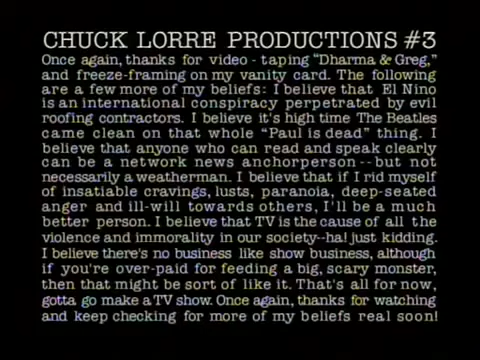 CHUCK LORRE PRODUCTIONS #3
Once again, thanks for video-taping "Dharma & Greg,"
and freeze-framing on my vanity card. The following
are a few more of my beliefs: I believe that El Nino
is an international conspiracy perpetrated by evil
roofing contractors. I believe it's high time The Beatles
came clean on that whole "Paul is dead" thing. I
believe that anyone who can read and speak clearly
can be a network news anchorperson--but not
necessarily a weatherman. I believe that if I rid myself
of insatiable cravings, lusts, paranoia, deep-seated
anger and ill-will towards others, I'll be a much
better person. I believe that TV is the cause of all the
violence and immorality in our society--ha! just kidding.
I believe there's no business like show business, although
if you're over-paid for feeding a big, scary monster,
then that might be sort of like it. That's all for now,
gotta go make a TV show. Once again, thanks for watching
and keep checking for more of my beliefs real soon!